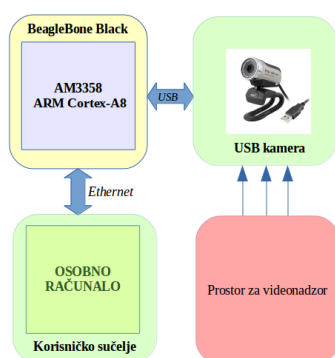 BeagleBone Black
AM3358
ARM Cortex-A8
USB
USB kamera
Ethernet
OSOBNO
RAČUNALO
Korisničko sučelje
Prostor za videonadzor